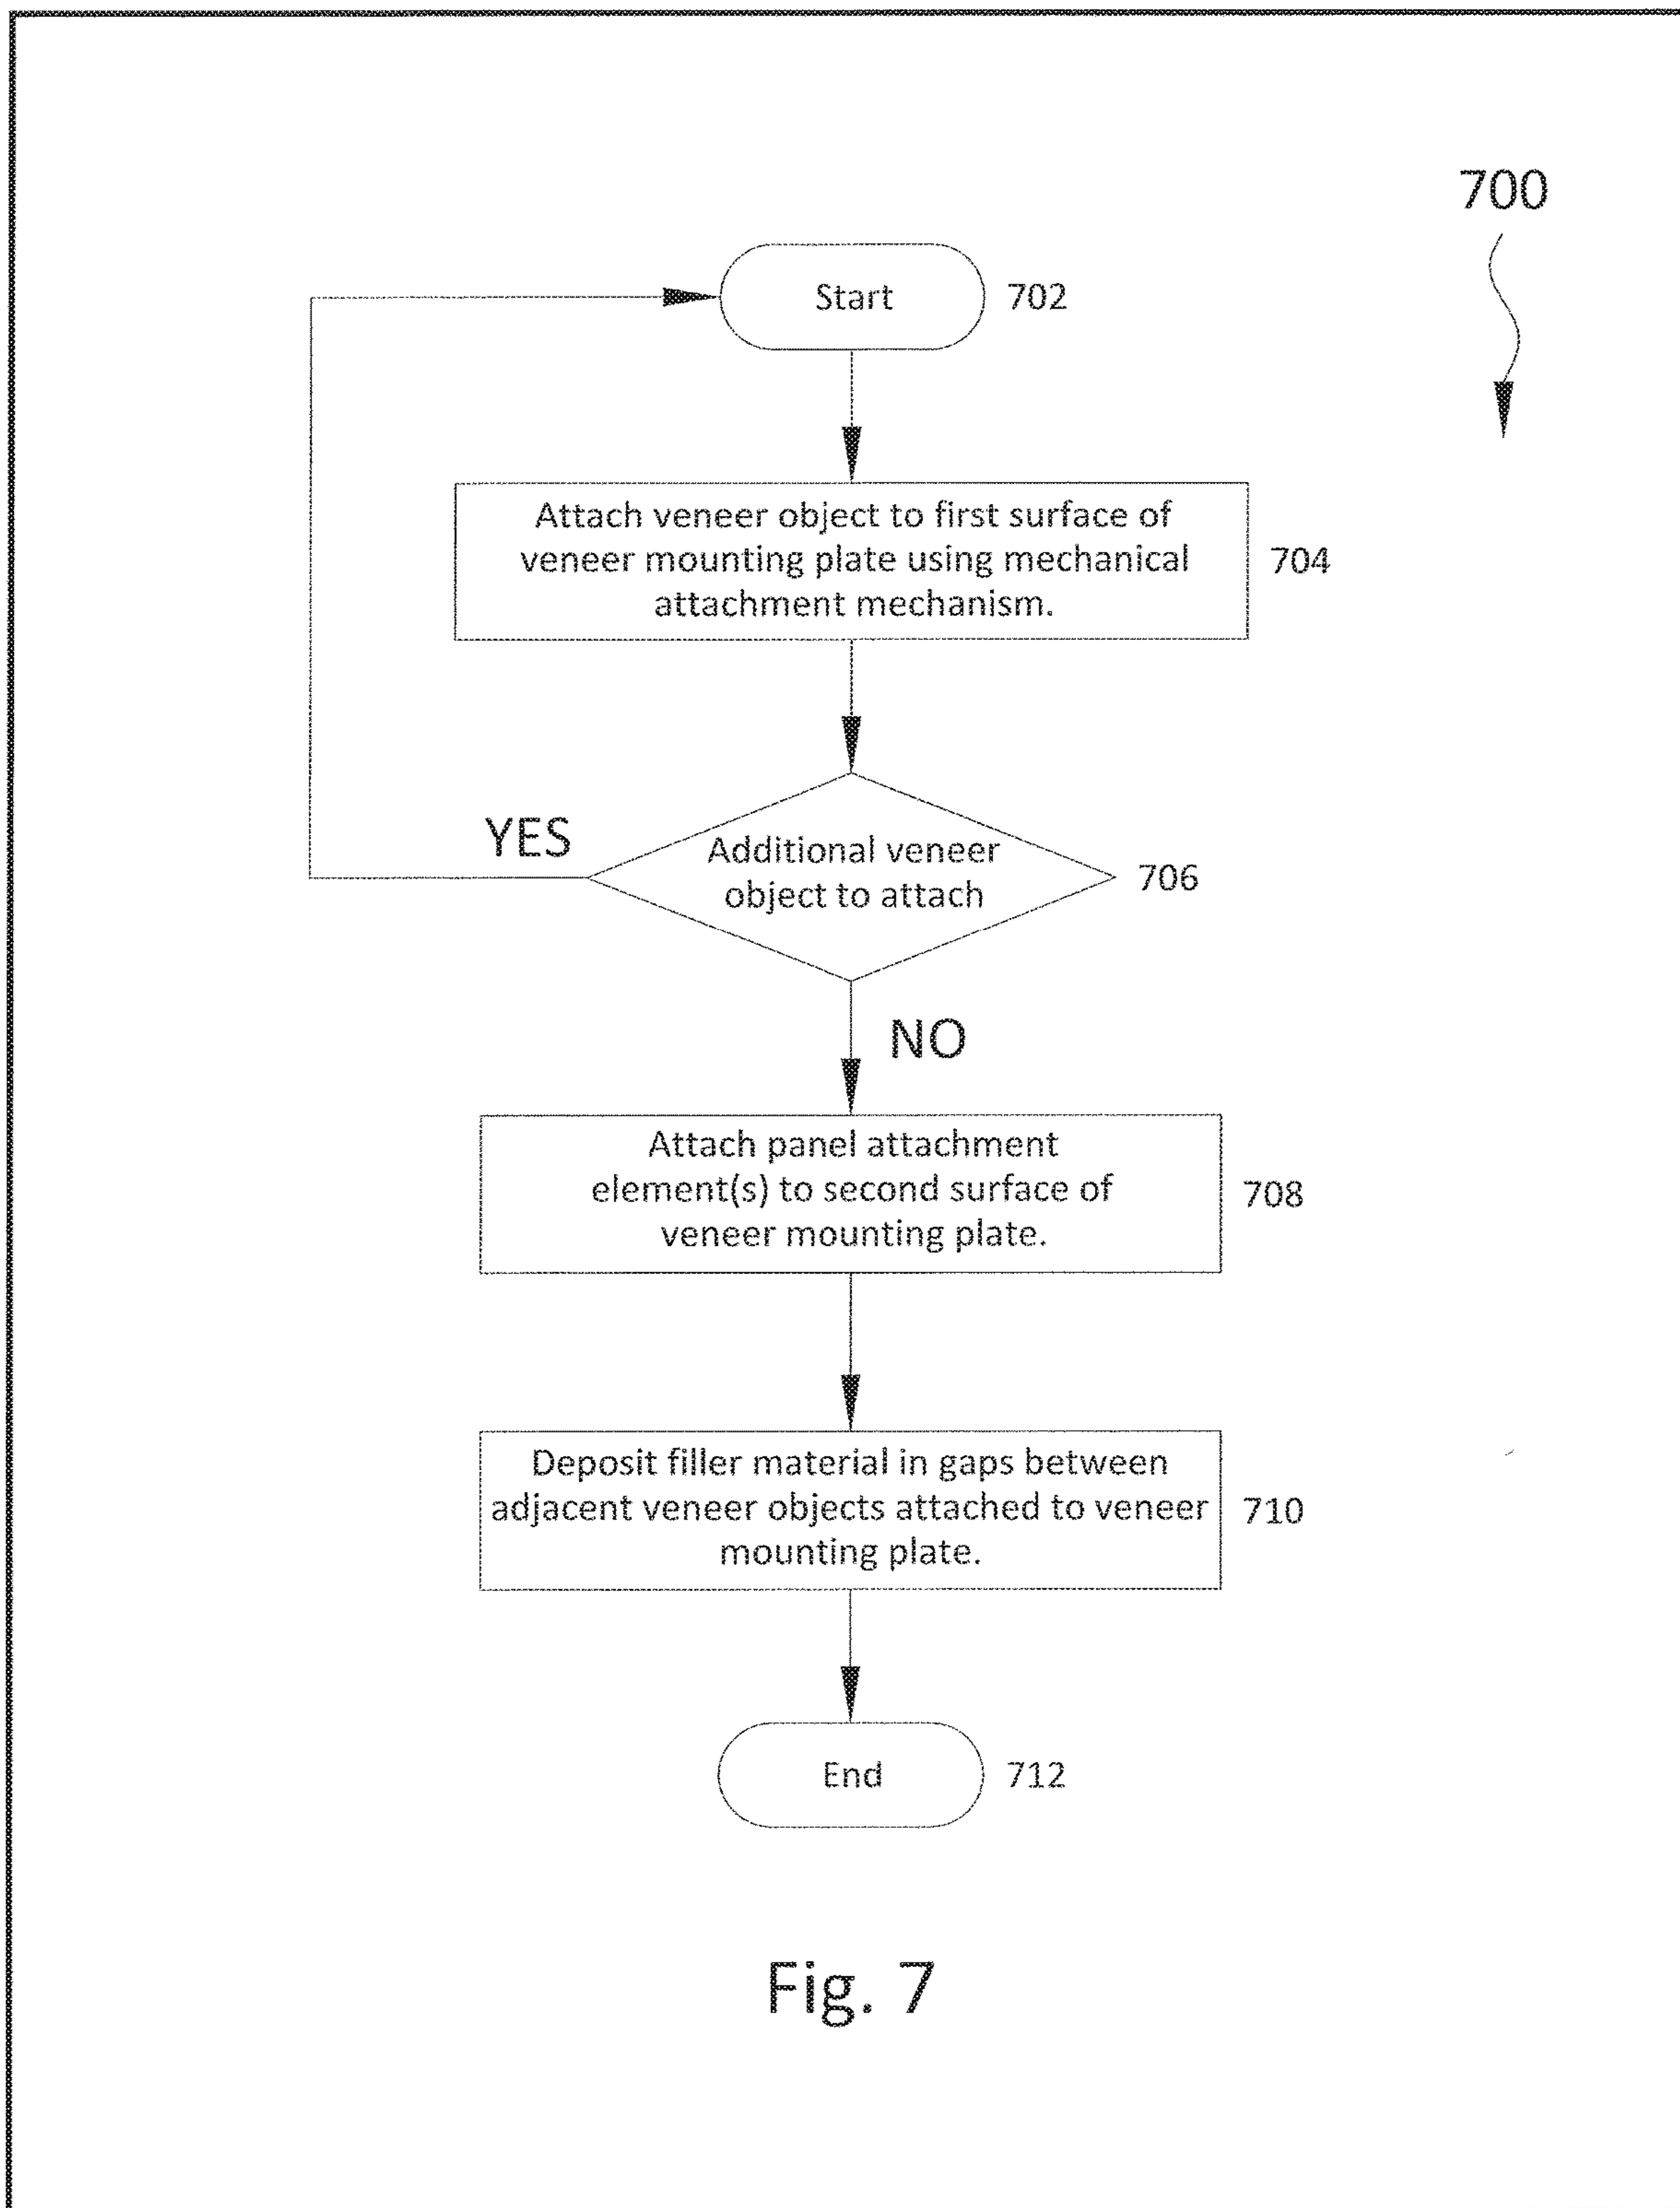 700
Start
702
Attach veneer object to first surface of
veneer mounting plate using mechanical
attachment mechanism.
704
YES
Additional veneer
object to attach
706
NO
Attach panel attachment
element(s) to second surface of
veneer mounting plate.
708
Deposit filler material in gaps between
adjacent veneer objects attached to veneer
mounting plate.
710
End
712
Fig. 7